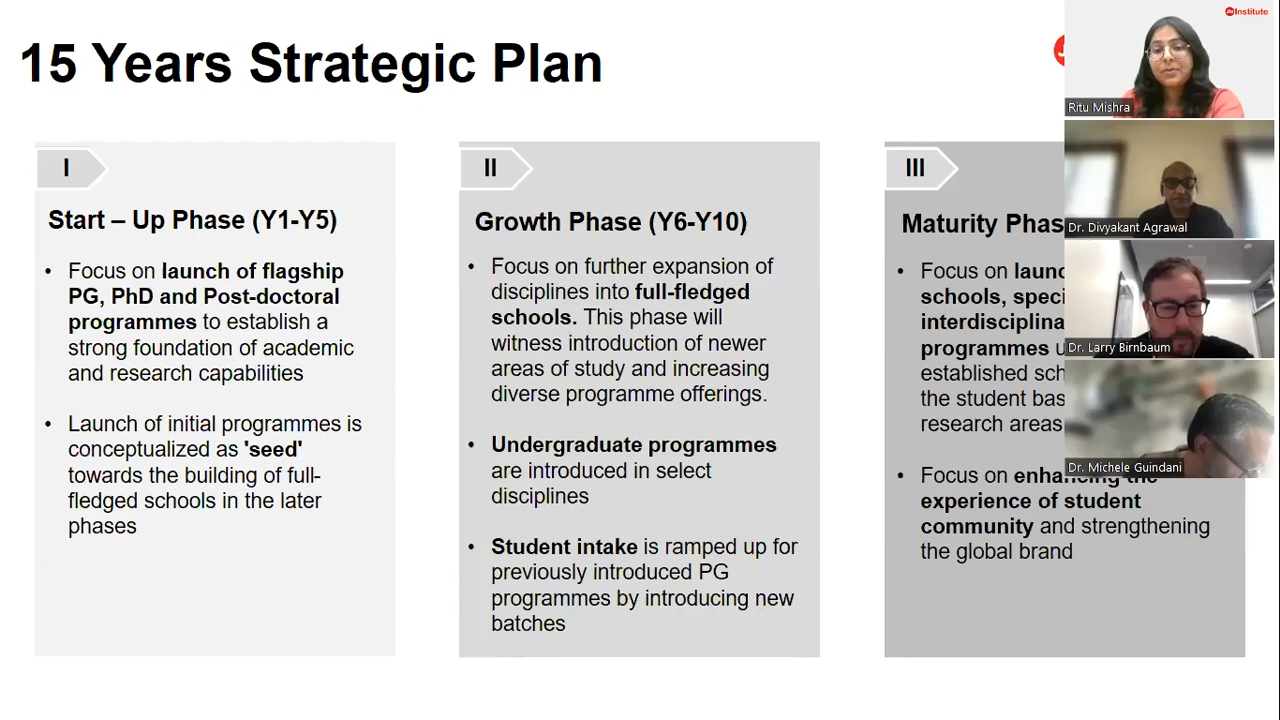 15 Years Strategic Plan
I
Start – Up Phase (Y1-Y5)
• Focus on launch of flagship
PG, PhD and Post-doctoral
programmes to establish a
strong foundation of academic
and research capabilities
• Launch of initial programmes is
conceptualized as 'seed'
towards the building of full-
fledged schools in the later
phases
II
Growth Phase (Y6-Y10)
• Focus on further expansion of
disciplines into full-fledged
schools. This phase will
witness introduction of newer
areas of study and increasing
diverse programme offerings.
• Undergraduate programmes
are introduced in select
disciplines
• Student intake is ramped up for
previously introduced PG
programmes by introducing new
batches
III
Maturity Phas
• Focus on
schools,
programmes
established
the student
research areas
• Focus on enhancing the
experience of student
community and strengthening
the global brand
Jio Institute
Ritu Mishra
Dr. Divyakant Agrawal
Dr. Larry Birnbaum
Dr. Michele Guindani